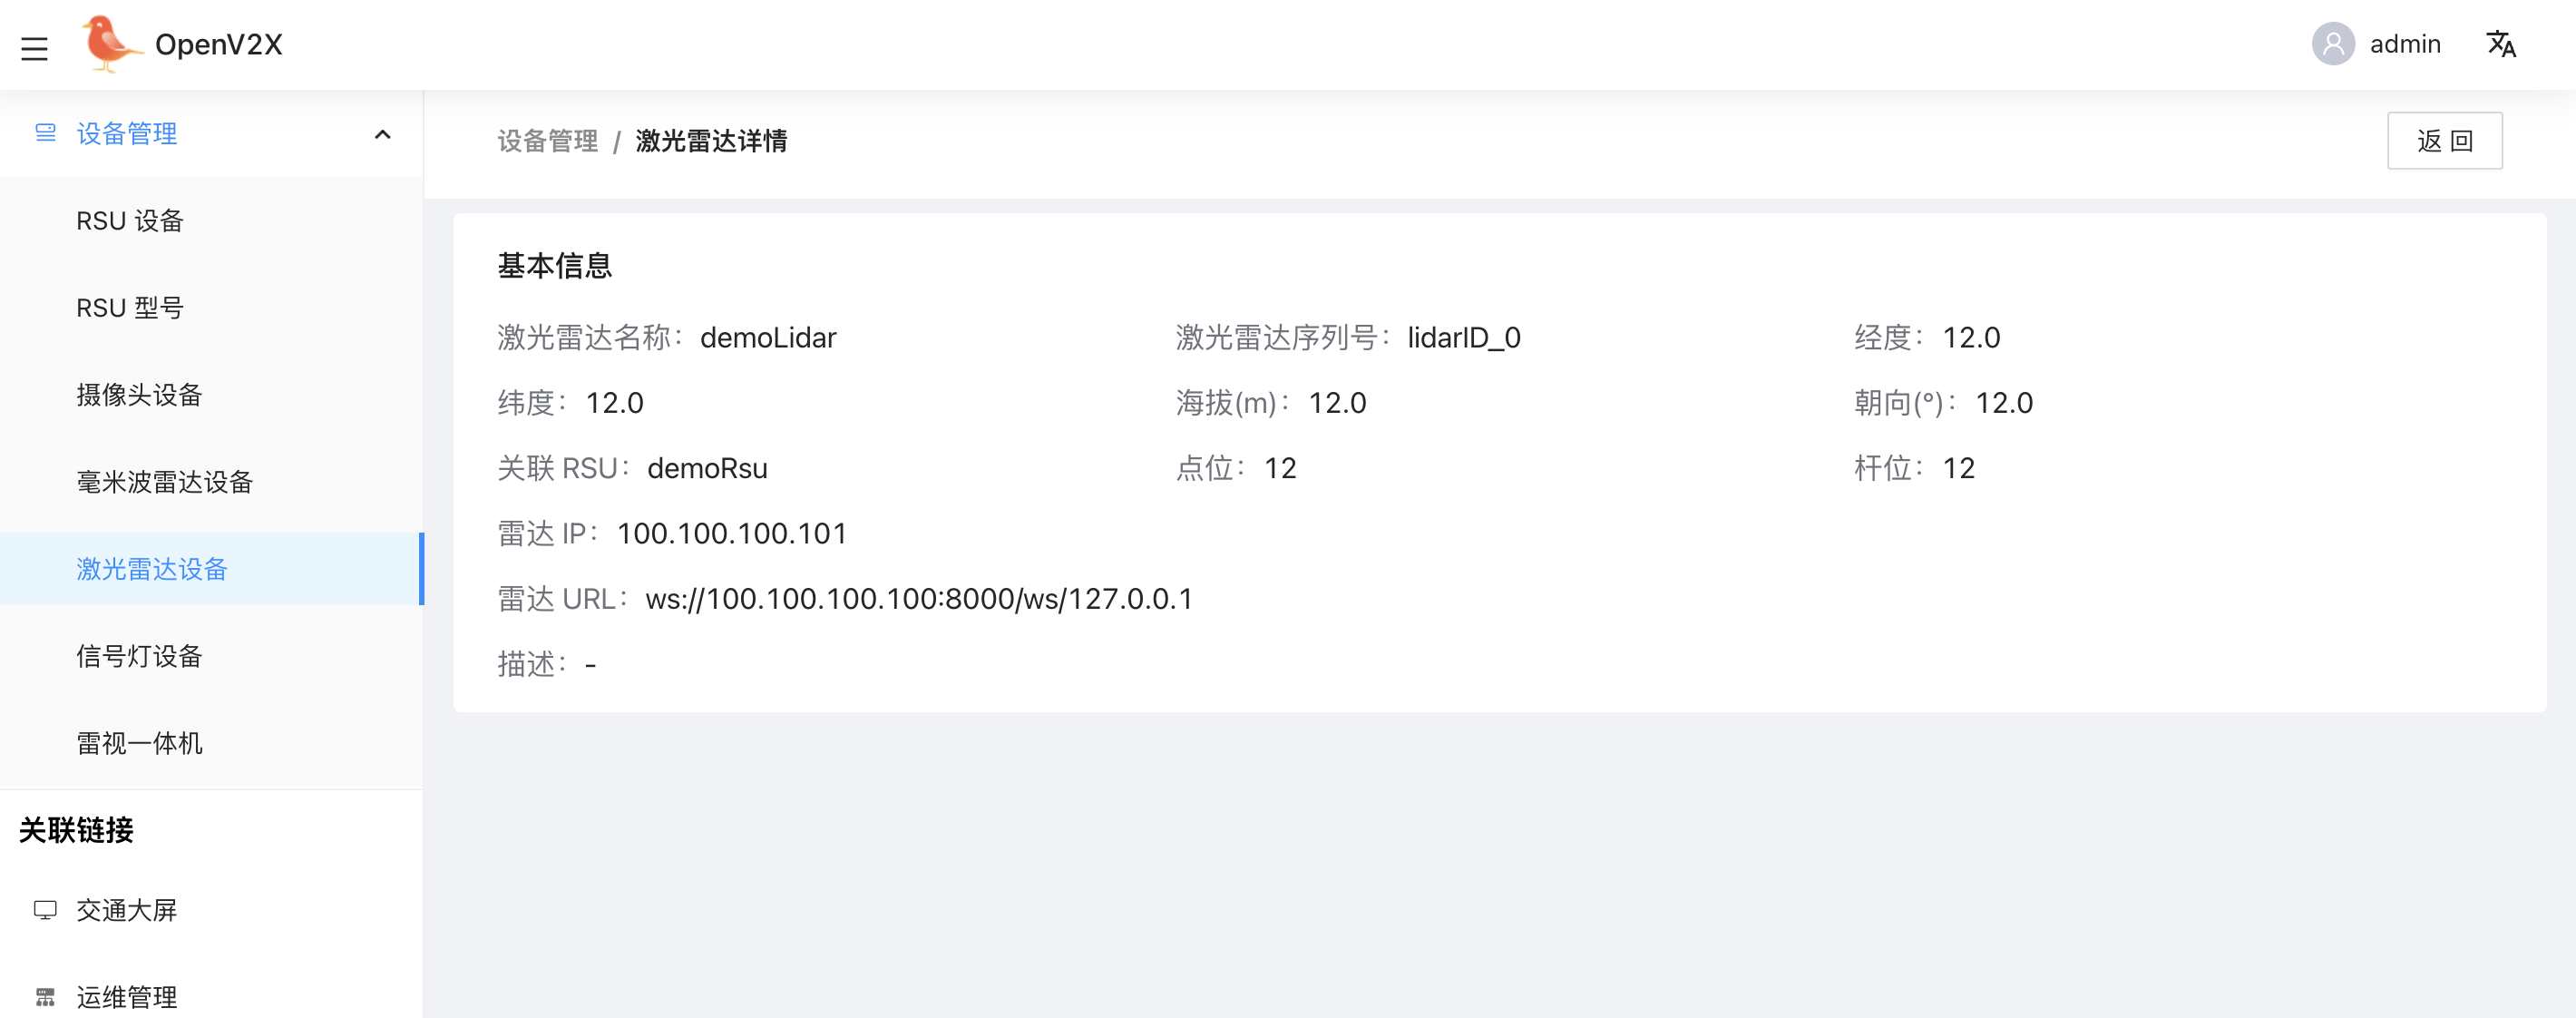 OpenV2X
admin
设备管理
RSU 设备
RSU 型号
摄像头设备
毫米波雷达设备
激光雷达设备
信号灯设备
雷视一体机
关联链接
交通大屏
运维管理
设备管理 / 激光雷达详情
返 回
基本信息
激光雷达名称： demoLidar 激光雷达序列号： lidarID_0 经度： 12.0
纬度： 12.0 海拔(m)： 12.0 朝向(°)： 12.0
关联 RSU： demoRsu 点位： 12 杆位： 12
雷达 IP： 100.100.100.101
雷达 URL： ws://100.100.100.100:8000/ws/127.0.0.1
描述： -